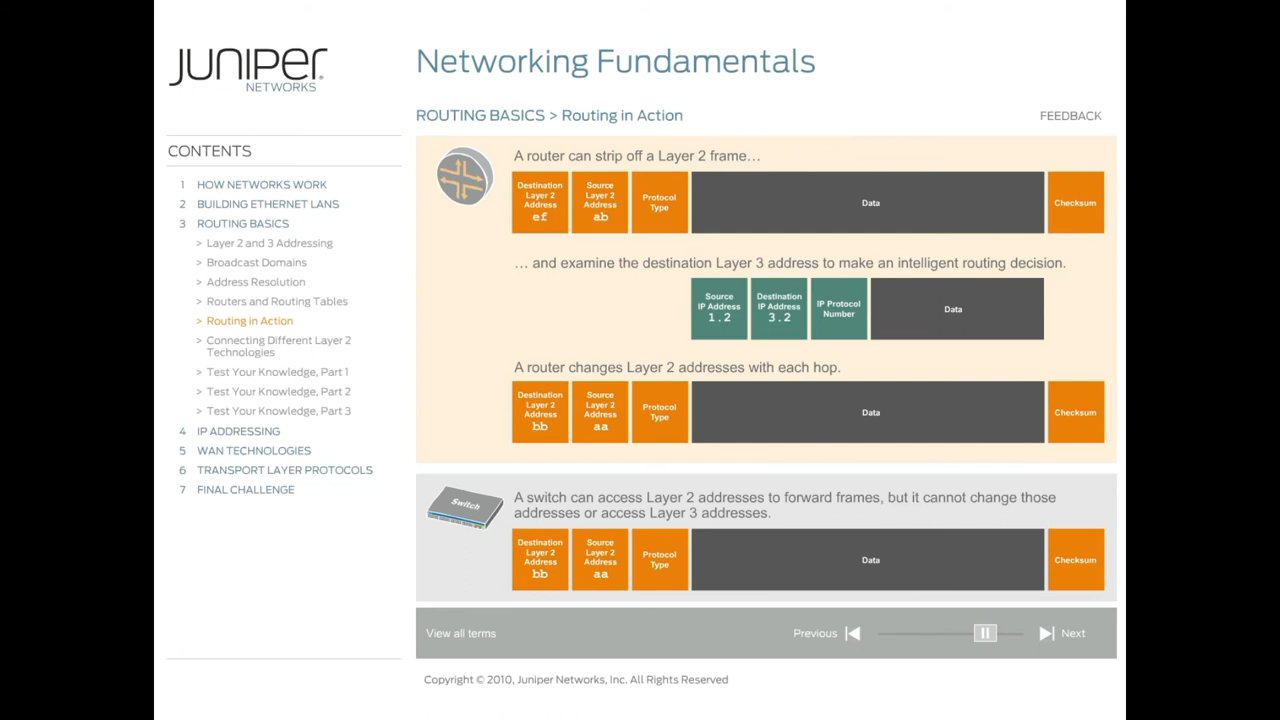 JUNIPER
NETWORKS
Networking Fundamentals
ROUTING BASICS > Routing in Action
FEEDBACK
CONTENTS
1 HOW NETWORKS WORK
2 BUILDING ETHERNET LANS
3 ROUTING BASICS
> Layer 2 and 3 Addressing
> Broadcast Domains
> Address Resolution
> Routers and Routing Tables
> Routing in Action
> Connecting Different Layer 2
Technologies
> Test Your Knowledge, Part 1
> Test Your Knowledge, Part 2
> Test Your Knowledge, Part 3
4 IP ADDRESSING
5 WAN TECHNOLOGIES
6 TRANSPORT LAYER PROTOCOLS
7 FINAL CHALLENGE
A router can strip off a Layer 2 frame…
Destination
Layer 2
Address
ef
Source
Layer 2
Address
ab
Protocol
Type
Data
Checksum
… and examine the destination Layer 3 address to make an intelligent routing decision.
Source
IP Address
1.2
Destination
IP Address
3.2
IP Protocol
Number
Data
A router changes Layer 2 addresses with each hop.
Destination
Layer 2
Address
bb
Source
Layer 2
Address
aa
Protocol
Type
Data
Checksum
Switch
A switch can access Layer 2 addresses to forward frames, but it cannot change those
addresses or access Layer 3 addresses.
Destination
Layer 2
Address
bb
Source
Layer 2
Address
aa
Protocol
Type
Data
Checksum
View all terms
Previous
Next
Copyright © 2010, Juniper Networks, Inc. All Rights Reserved